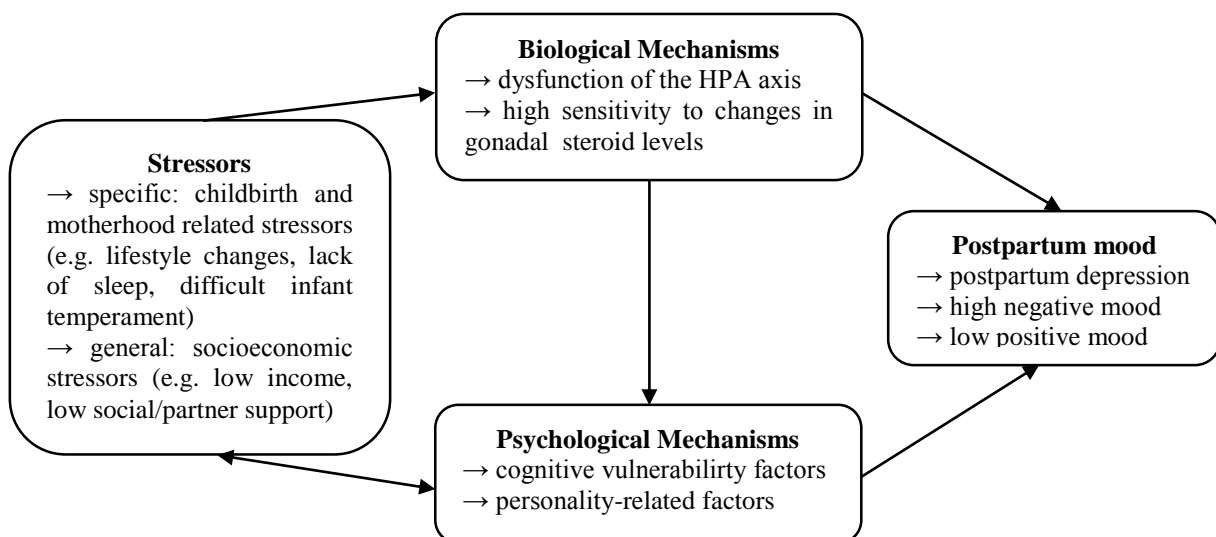 Biological Mechanisms
→ dysfunction of the HPA axis
→ high sensitivity to changes in
gonadal steroid levels
Stressors
→ specific: childbirth and
motherhood related stressors
(e.g. lifestyle changes, lack
of sleep, difficult infant
temperament)
→ general: socioeconomic
stressors (e.g. low income,
low social/partner support)
Postpartum mood
→ postpartum depression
→ high negative mood
→ low positive mood
Psychological Mechanisms
→ cognitive vulnerabilirty factors
→ personality-related factors